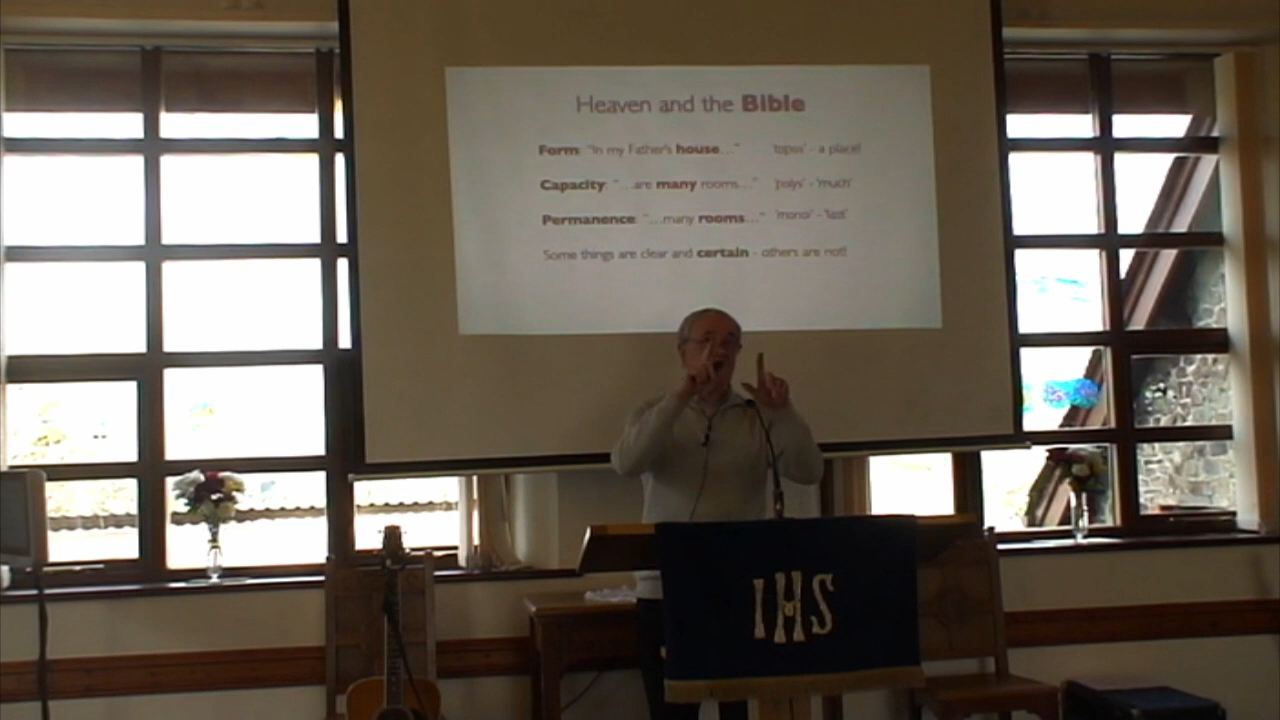 Heaven and the Bible
Form: "In my Father's house..." 'topos' - a place!
Capacity: "...are many rooms..." 'polys' - 'much'
Permanence: "...many rooms..." 'monoi' - 'last'
Some things are clear and certain - others are not!
IHS